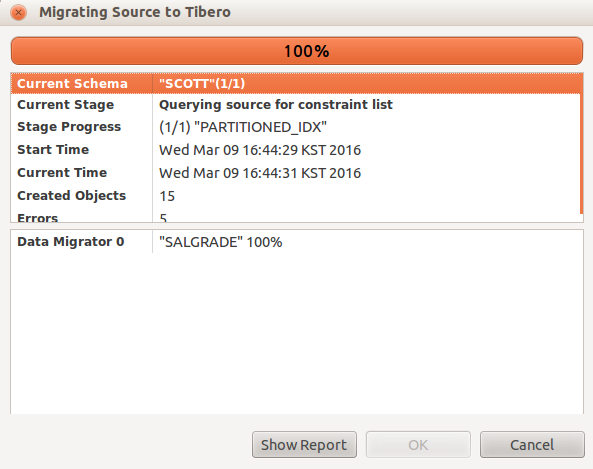 Migrating Source to Tibero
100%
Current Schema "SCOTT"(1/1)
Current Stage Querying source for constraint list
Stage Progress (1/1) "PARTITIONED_IDX"
Start Time Wed Mar 09 16:44:29 KST 2016
Current Time Wed Mar 09 16:44:31 KST 2016
Created Objects 15
Errors 5
Data Migrator 0 "SALGRADE" 100%
Show Report OK Cancel